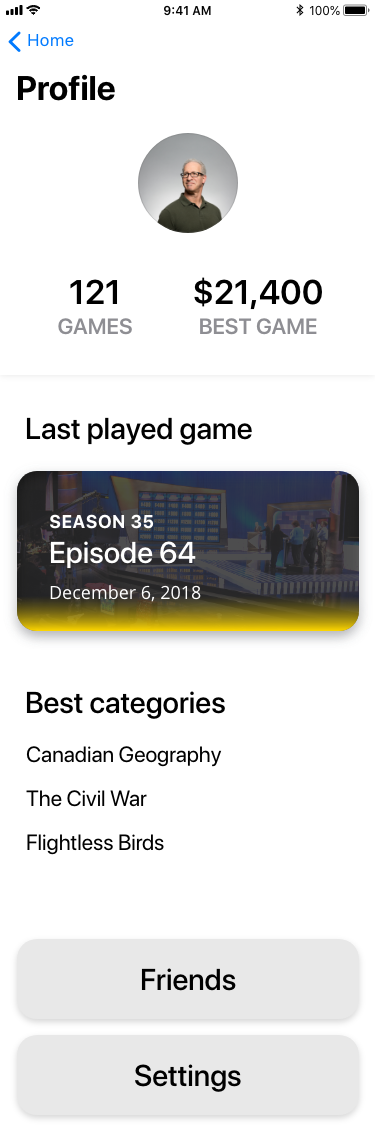 9:41 AM
100%
Home
Profile
121
$21,400
GAMES
BEST GAME
Last played game
SEASON 35
Episode 64
December 6, 2018
Best categories
Canadian Geography
The Civil War
Flightless Birds
Friends
Settings